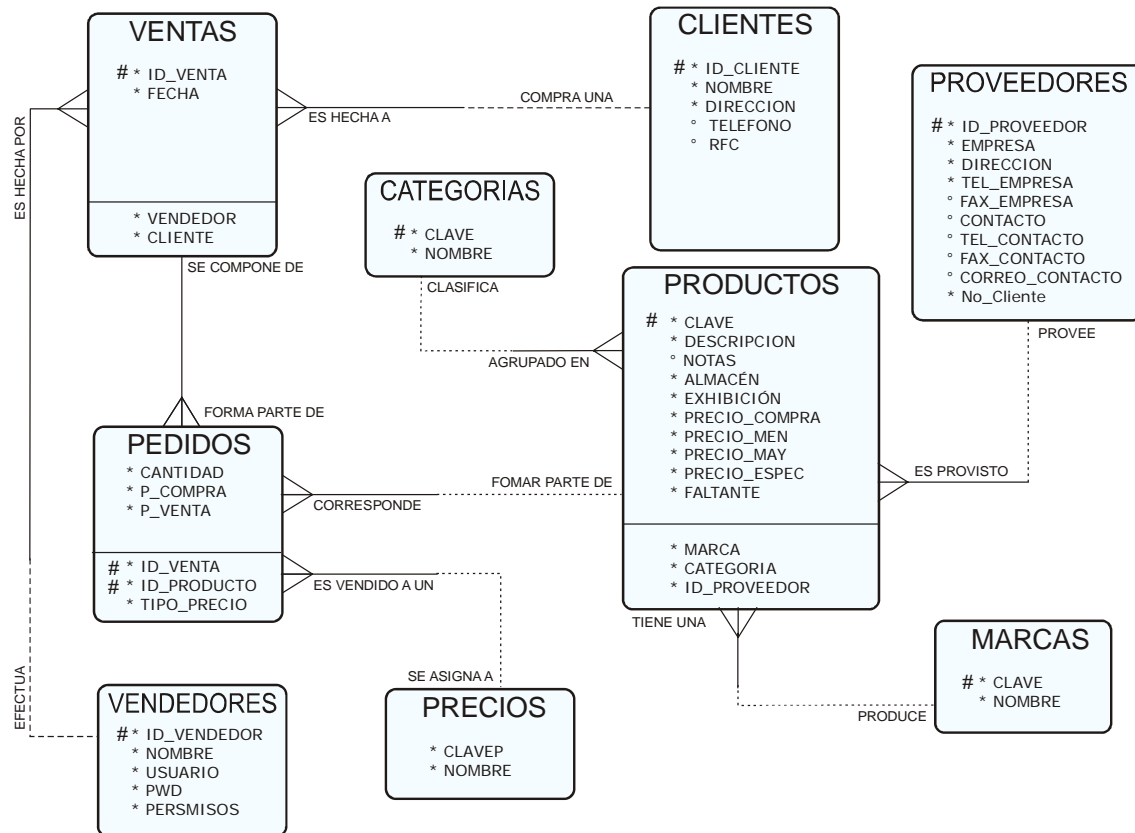 VENTAS
# * ID_VENTA
* FECHA
* VENDEDOR
* CLIENTE
ES HECHA A
COMPRA UNA
CLIENTES
# * ID_CLIENTE
* NOMBRE
* DIRECCION
° TELEFONO
° RFC
PROVEEDORES
# * ID_PROVEEDOR
* EMPRESA
* DIRECCION
* TEL_EMPRESA
° FAX_EMPRESA
° CONTACTO
° TEL_CONTACTO
° FAX_CONTACTO
° CORREO_CONTACTO
* No_Cliente
PROVEE
ES HECHA POR
CATEGORIAS
# * CLAVE
* NOMBRE
CLASIFICA
AGRUPADO EN
SE COMPONE DE
FORMA PARTE DE
PRODUCTOS
# * CLAVE
* DESCRIPCION
° NOTAS
* ALMACÉN
* EXHIBICIÓN
* PRECIO_COMPRA
* PRECIO_MEN
* PRECIO_MAY
* PRECIO_ESPEC
* FALTANTE
* MARCA
* CATEGORIA
* ID_PROVEEDOR
ES PROVISTO
PEDIDOS
* CANTIDAD
* P_COMPRA
* P_VENTA
# * ID_VENTA
# * ID_PRODUCTO
* TIPO_PRECIO
CORRESPONDE
FOMAR PARTE DE
ES VENDIDO A UN
SE ASIGNA A
TIENE UNA
PRODUCE
MARCAS
# * CLAVE
* NOMBRE
EFECTUA
VENDEDORES
# * ID_VENDEDOR
* NOMBRE
* USUARIO
* PWD
* PERSMISOS
PRECIOS
* CLAVEP
* NOMBRE